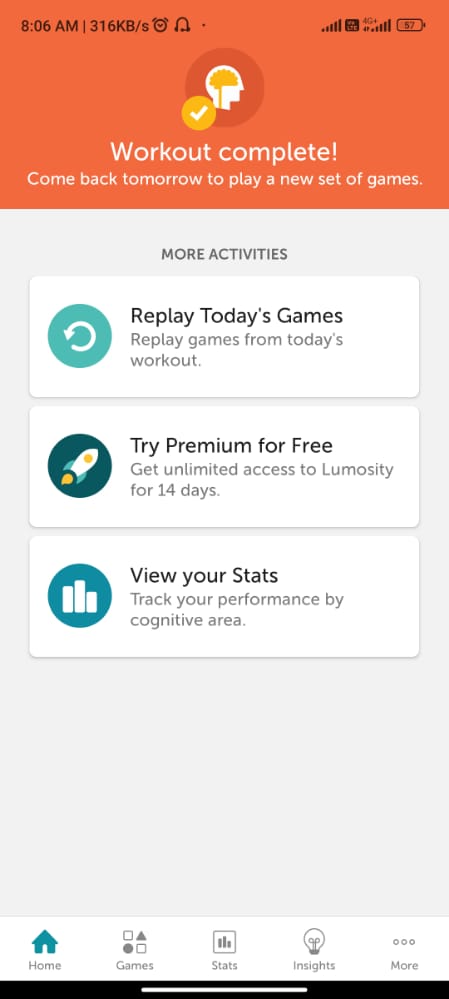 8:06 AM | 316KB/s
4G+
57
Workout complete!
Come back tomorrow to play a new set of games.
MORE ACTIVITIES
Replay Today's Games
Replay games from today's
workout.
Try Premium for Free
Get unlimited access to Lumosity
for 14 days.
View your Stats
Track your performance by
cognitive area.
Home
Games
Stats
Insights
More